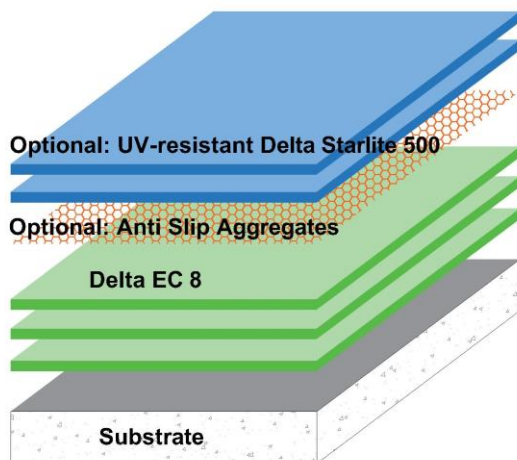 Optional: UV-resistant Delta Starlite 500
Optional: Anti Slip Aggregates
Delta EC 8
Substrate